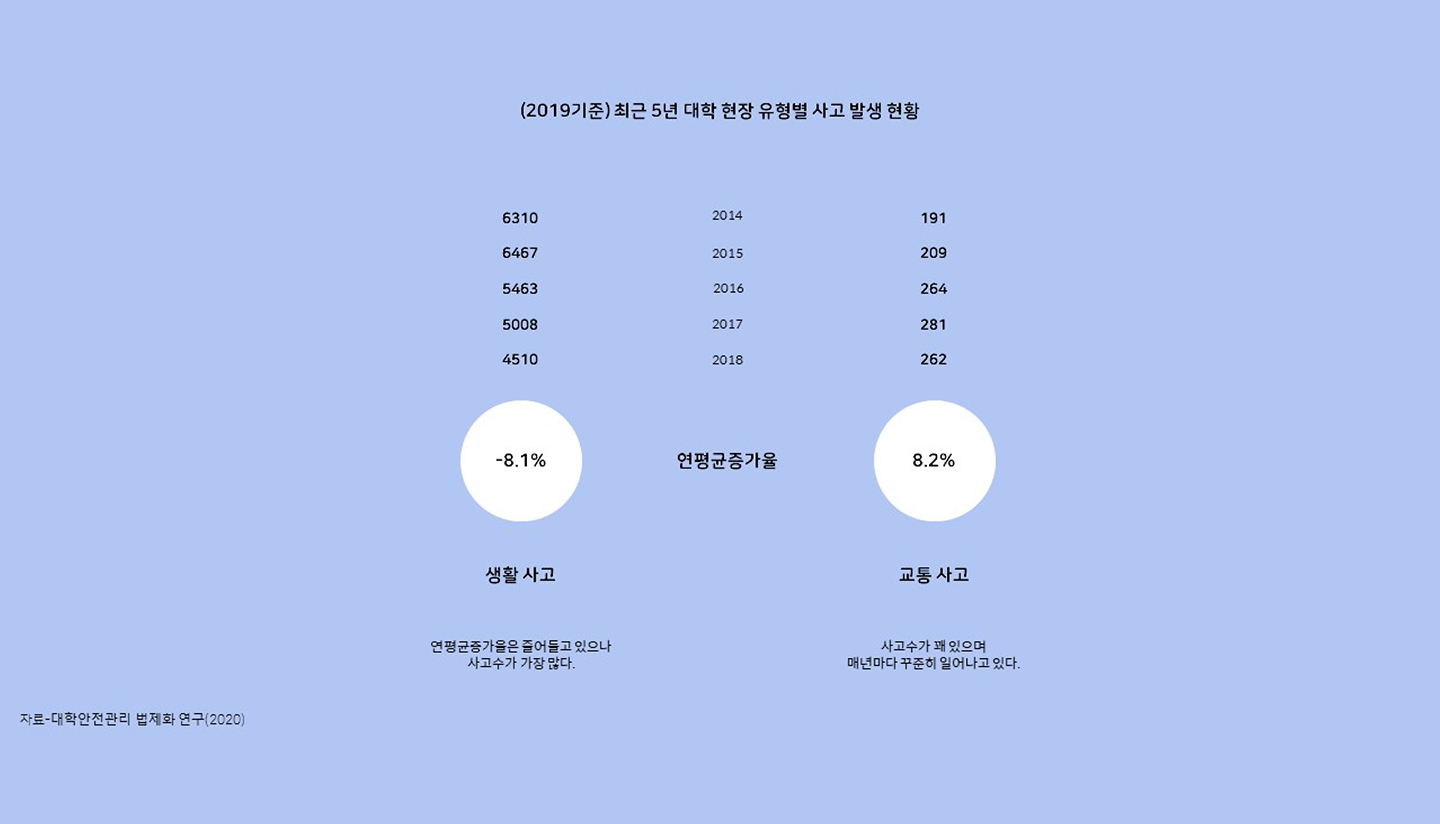 (2019기준) 최근 5년 대학 현장 유형별 사고 발생 현황
6310 2014 191
6467 2015 209
5463 2016 264
5008 2017 281
4510 2018 262
-8.1% 연평균증가율 8.2%
생활 사고 교통 사고
연평균증가율은 줄어들고 있으나
사고수가 가장 많다.
사고수가 꽤 있으며
매년마다 꾸준히 일어나고 있다.
자료-대학안전관리 법제화 연구(2020)